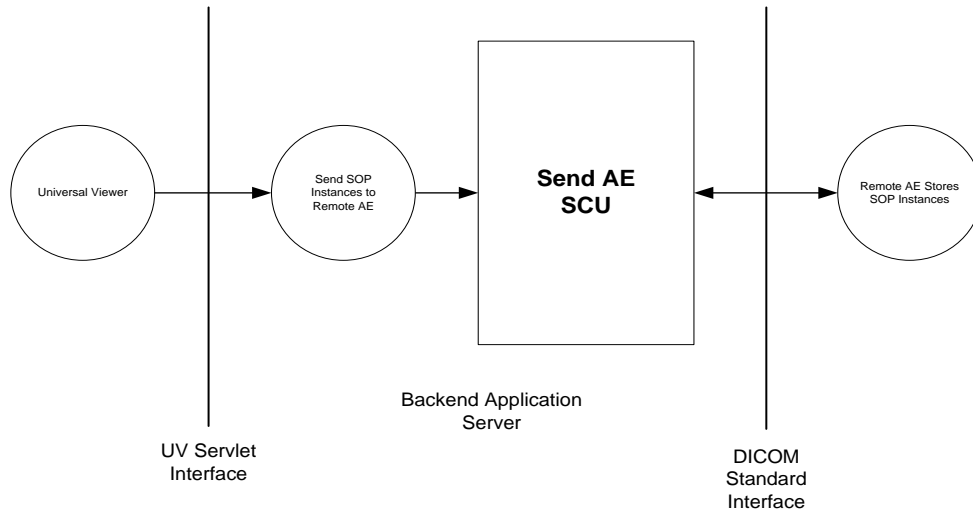 Universal Viewer
Send SOP
Instances to
Remote AE
Send AE
SCU
Remote AE Stores
SOP Instances
Backend Application
Server
UV Servlet
Interface
DICOM
Standard
Interface